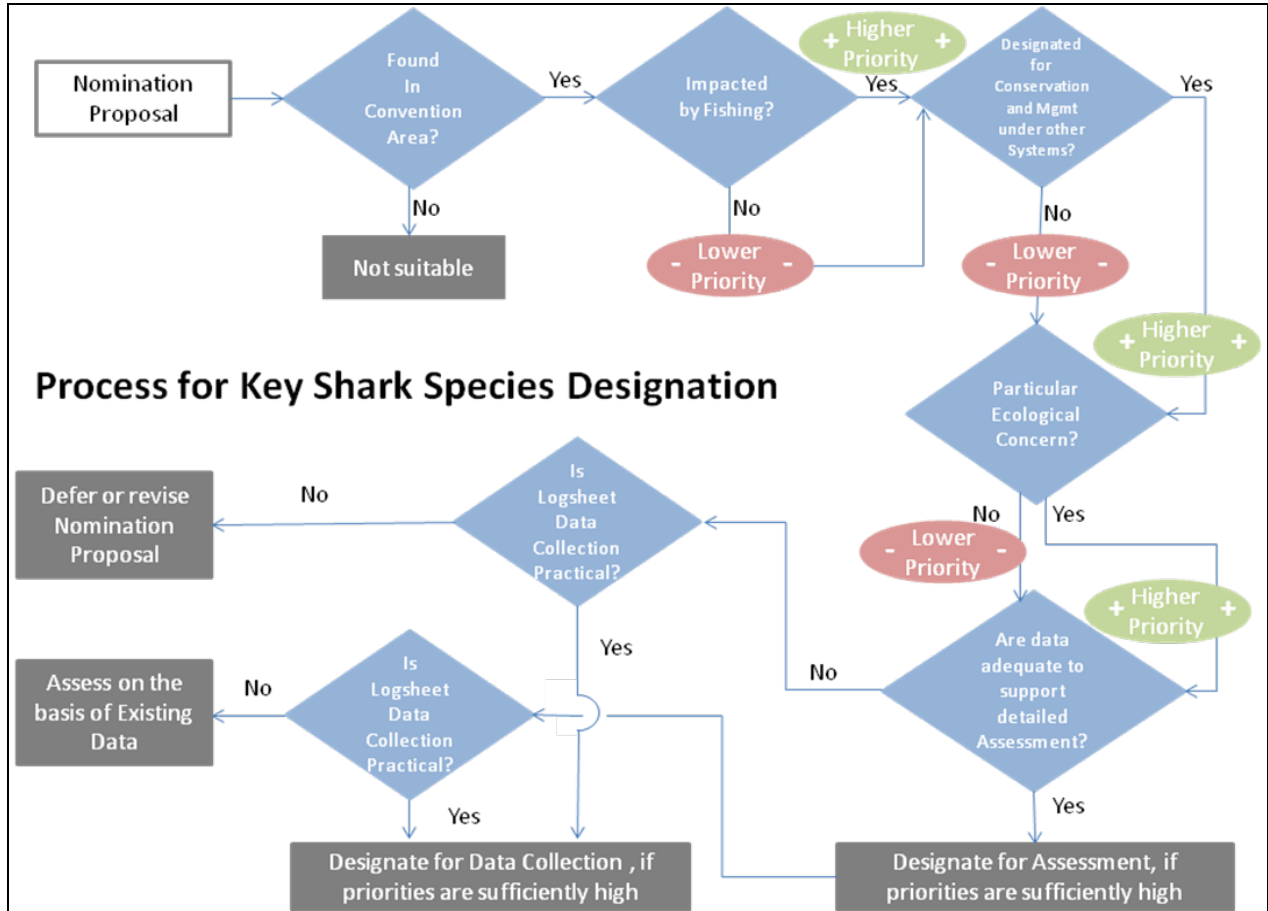 Nomination
Proposal
Found
In
Convention
Area?
Yes
No
Not suitable
Impacted
by Fishing?
+ Higher +
Priority
Yes
No
- Lower -
Priority
Designated
for
Conservation
and Mgmt
under other
Systems?
Yes
No
- Lower -
Priority
+ Higher +
Priority
Process for Key Shark Species Designation
Particular
Ecological
Concern?
No
Yes
- Lower -
Priority
+ Higher +
Priority
Are data
adequate to
support
detailed
Assessment?
No
Yes
Is
Logsheet
Data
Collection
Practical?
No
Yes
Defer or revise
Nomination
Proposal
Is
Logsheet
Data
Collection
Practical?
No
Yes
Assess on the
basis of Existing
Data
Designate for Data Collection , if
priorities are sufficiently high
Designate for Assessment, if
priorities are sufficiently high